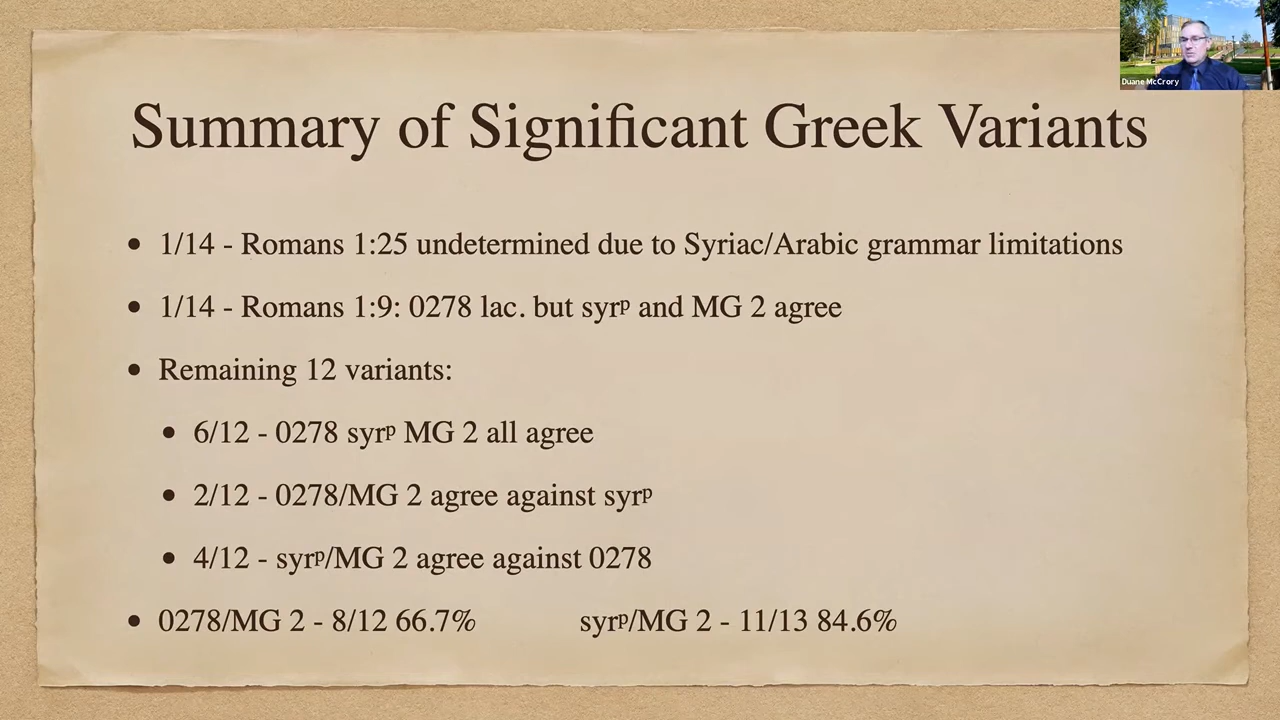 Duane McCrory
Summary of Significant Greek Variants
• 1/14 - Romans 1:25 undetermined due to Syriac/Arabic grammar limitations
• 1/14 - Romans 1:9: 0278 lac. but syrᵖ and MG 2 agree
• Remaining 12 variants:
• 6/12 - 0278 syrᵖ MG 2 all agree
• 2/12 - 0278/MG 2 agree against syrᵖ
• 4/12 - syrᵖ/MG 2 agree against 0278
• 0278/MG 2 - 8/12 66.7% syrᵖ/MG 2 - 11/13 84.6%